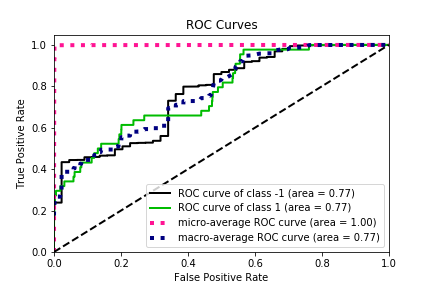 ROC Curves
1.0
0.8
0.6
0.4
0.2
0.0
True Positive Rate
ROC curve of class -1 (area = 0.77)
ROC curve of class 1 (area = 0.77)
micro-average ROC curve (area = 1.00)
macro-average ROC curve (area = 0.77)
0.0 0.2 0.4 0.6 0.8 1.0
False Positive Rate